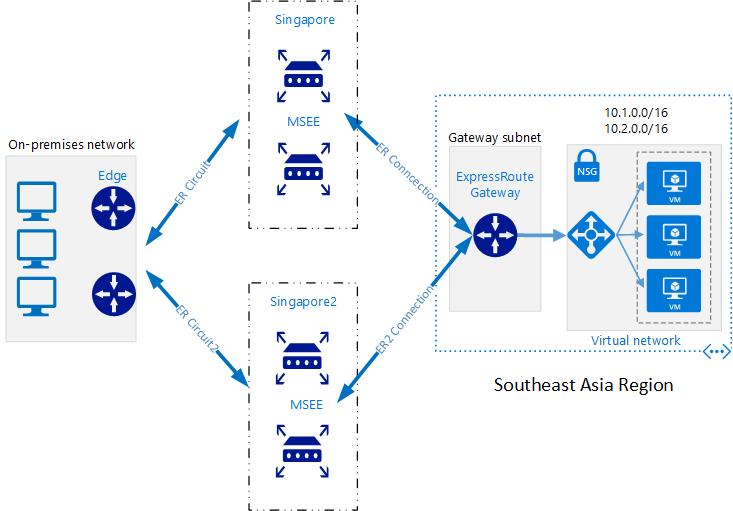 Singapore
MSEE
On-premises network
Edge
ER Circuit
ER Conncection
10.1.0.0/16
10.2.0.0/16
Gateway subnet
ExpressRoute
Gateway
NSG
VM
VM
VM
Virtual network
Southeast Asia Region
ER Circuit2
ER2 Connection
Singapore2
MSEE